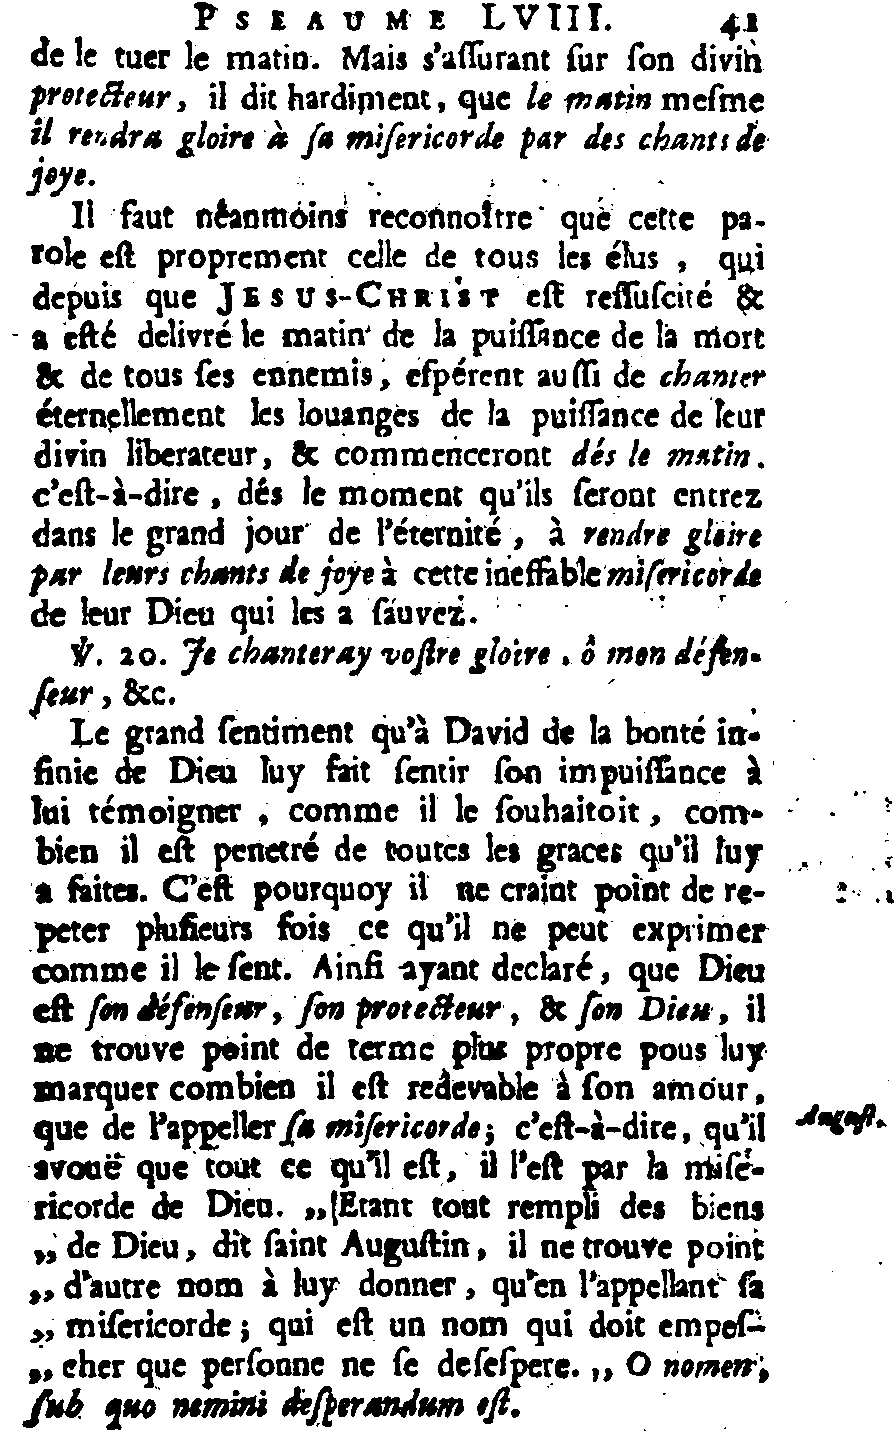 PSEAUME LVIII. 41
de le tuer le matin. Mais s'aſſurant ſur ſon divin
protecteur, il dit hardiment, que le matin meſme
il rendra gloire à ſa miſericorde par des chants de
joye.
Il faut néanmoins reconnoître que cette pa-
role eſt proprement celle de tous les élus, qui
depuis que JESUS-CHRIST eſt reſſuſcité &
a eſté delivré le matin de la puiſſance de la mort
& de tous ſes ennemis, eſpérent auſſi de chanter
éternellement les louanges de la puiſſance de leur
divin liberateur, & commenceront dés le matin.
c'eſt-à-dire, dés le moment qu'ils ſeront entrez
dans le grand jour de l'éternité, à rendre gloire
par leurs chants de joye à cette ineffable miſericorde
de leur Dieu qui les a ſauvez.
℣. 20. Je chanteray voſtre gloire, ô mon défen-
ſeur, &c.
Le grand ſentiment qu'à David de la bonté in-
finie de Dieu luy fait ſentir ſon impuiſſance à
lui témoigner, comme il le ſouhaitoit, com-
bien il eſt penetré de toutes les graces qu'il luy
a faites. C'eſt pourquoy il ne craint point de re-
peter pluſieurs fois ce qu'il ne peut exprimer
comme il le ſent. Ainſi ayant declaré, que Dieu
eſt ſon défenſeur, ſon protecteur, & ſon Dieu, il
ne trouve point de terme plus propre pous luy
marquer combien il eſt redevable à ſon amour,
que de l'appeller ſa miſericorde; c'eſt-à-dire, qu'il
avouë que tout ce qu'il eſt, il l'eſt par la miſé-
ricorde de Dieu. „Etant tout rempli des biens
„ de Dieu, dit ſaint Auguſtin, il ne trouve point
„ d'autre nom à luy donner, qu'en l'appellant ſa
„ miſericorde; qui eſt un nom qui doit empeſ-
„ cher que perſonne ne ſe deſeſpere. „ O nomen,
ſub quo nemini deſperandum eſt.
Auguſt.